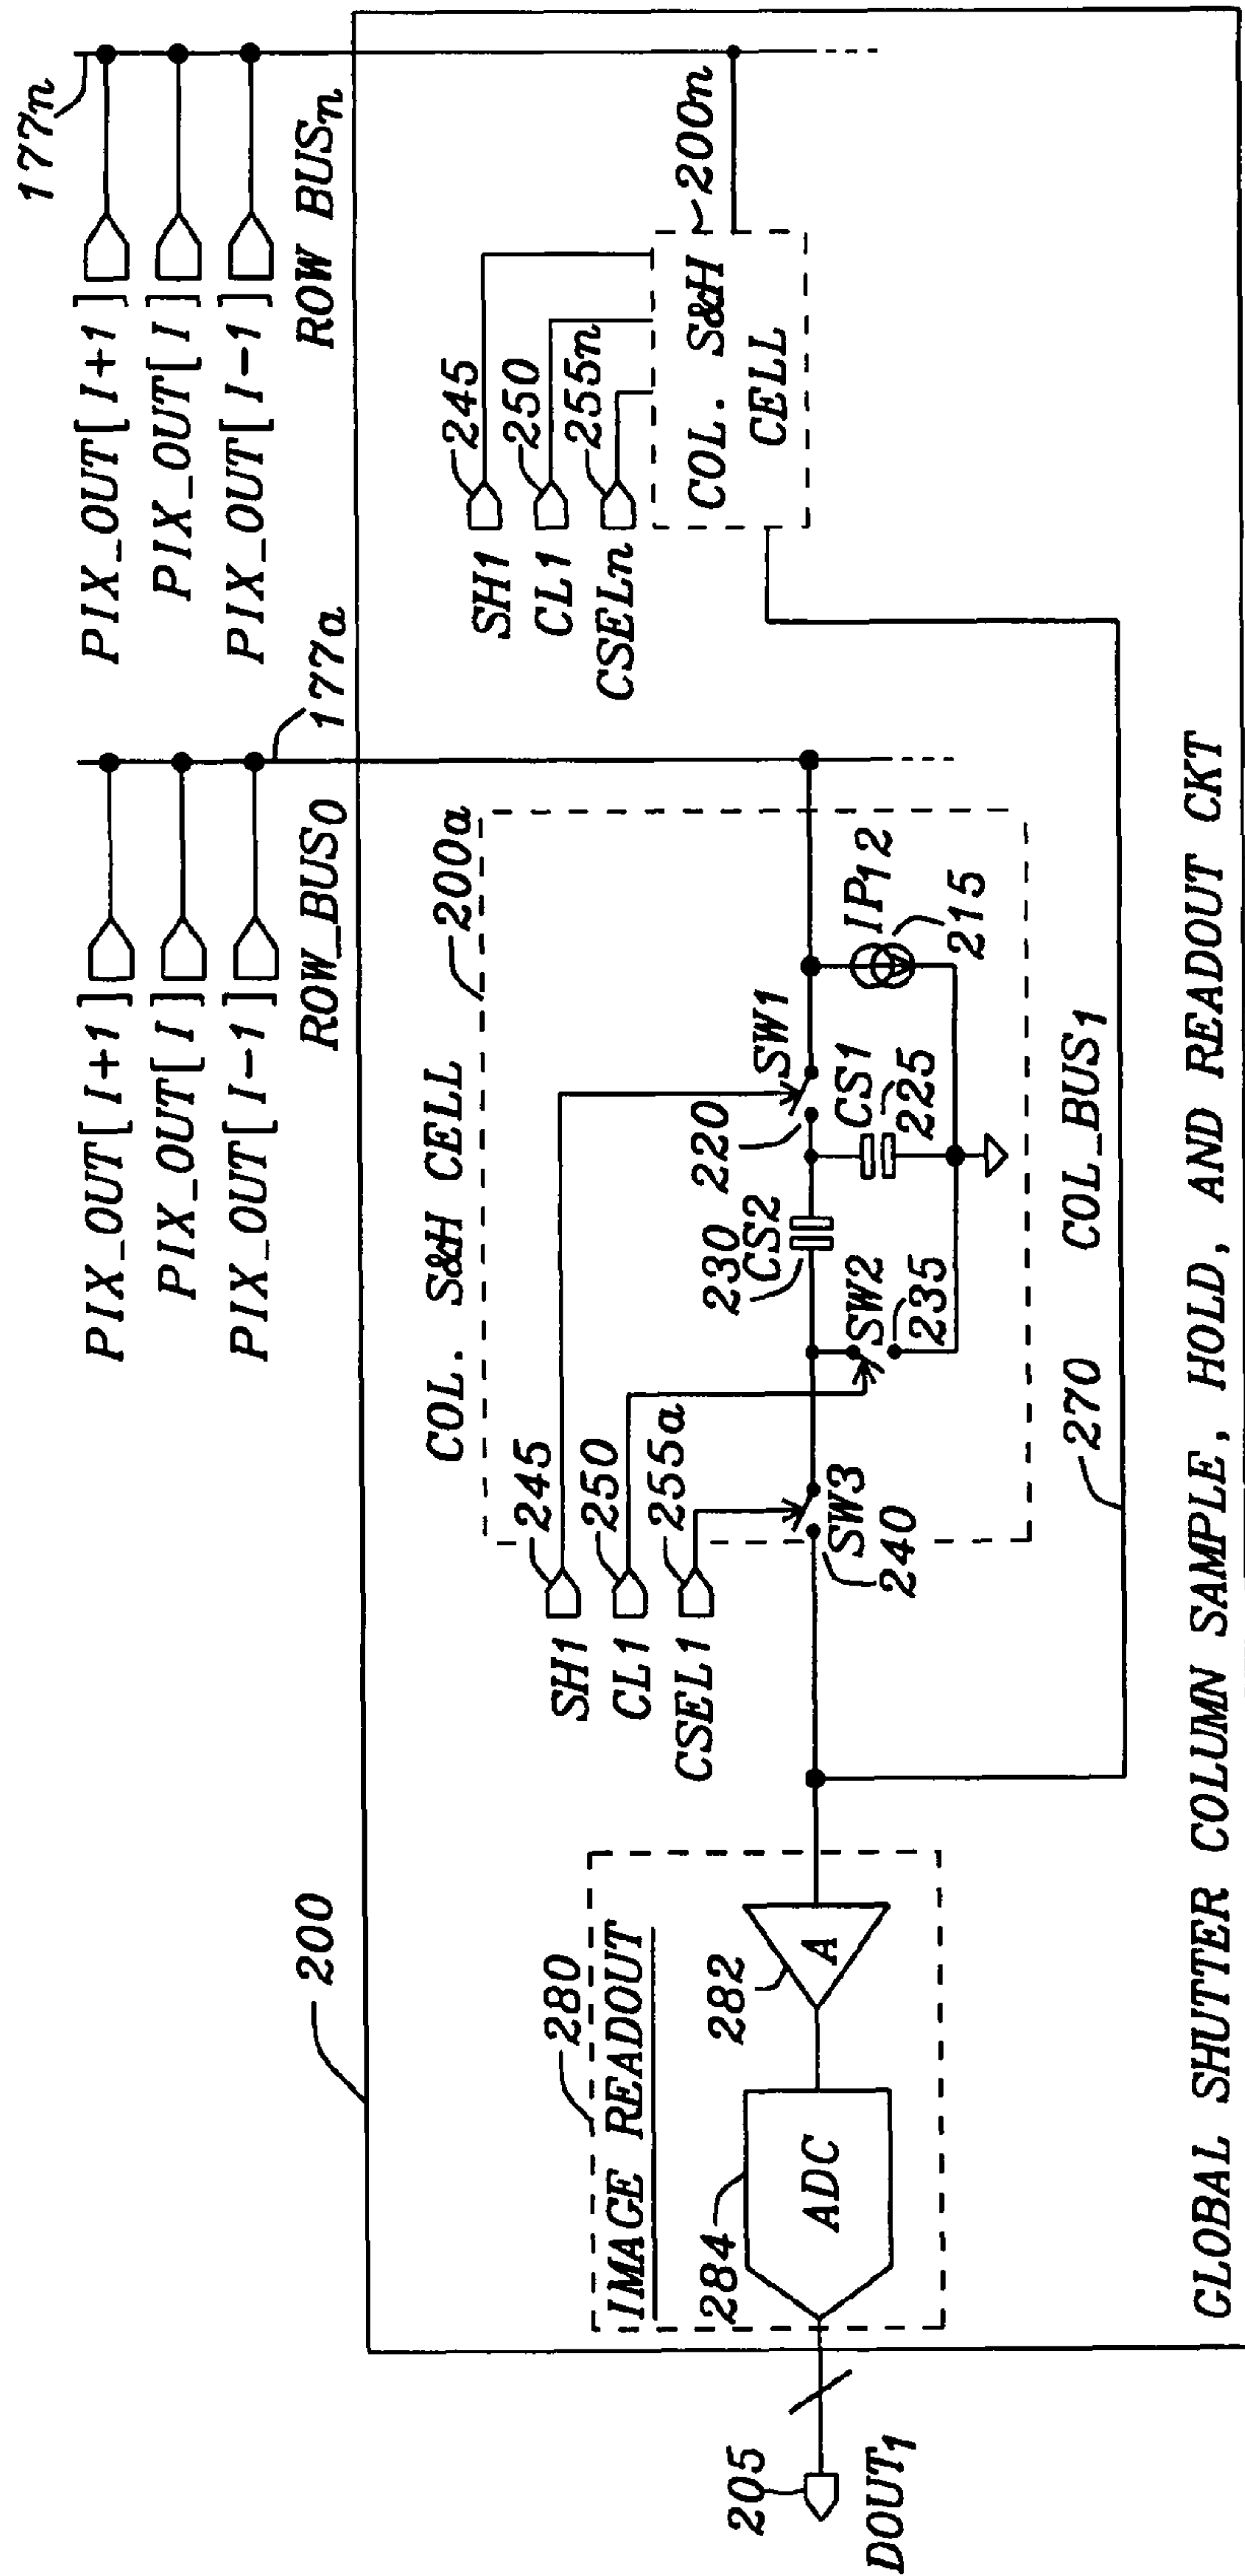 177n
PIX_OUT[I+1]
PIX_OUT[I]
PIX_OUT[I-1]
ROW BUSn
PIX_OUT[I+1]
PIX_OUT[I]
PIX_OUT[I-1]
ROW_BUS0
177a
200
COL. S&H CELL
200a
SH1
245
CL1
250
CSEL1
255a
SW3
240
SW2
235
230
CS2
220
SW1
CS1
225
IP12
215
SH1
245
CL1
250
CSELn
255n
COL. S&H
CELL
200n
280
IMAGE READOUT
282
A
284
ADC
205
DOUT1
270
COL_BUS1
GLOBAL SHUTTER COLUMN SAMPLE, HOLD, AND READOUT CKT